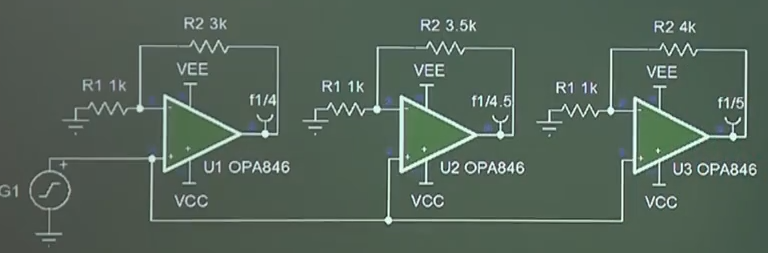 R2 3k
R1 1k
VEE
f1/4
U1 OPA846
VCC
G1
R2 3.5k
R1 1k
VEE
f1/4.5
U2 OPA846
VCC
R2 4k
R1 1k
VEE
f1/5
U3 OPA846
VCC